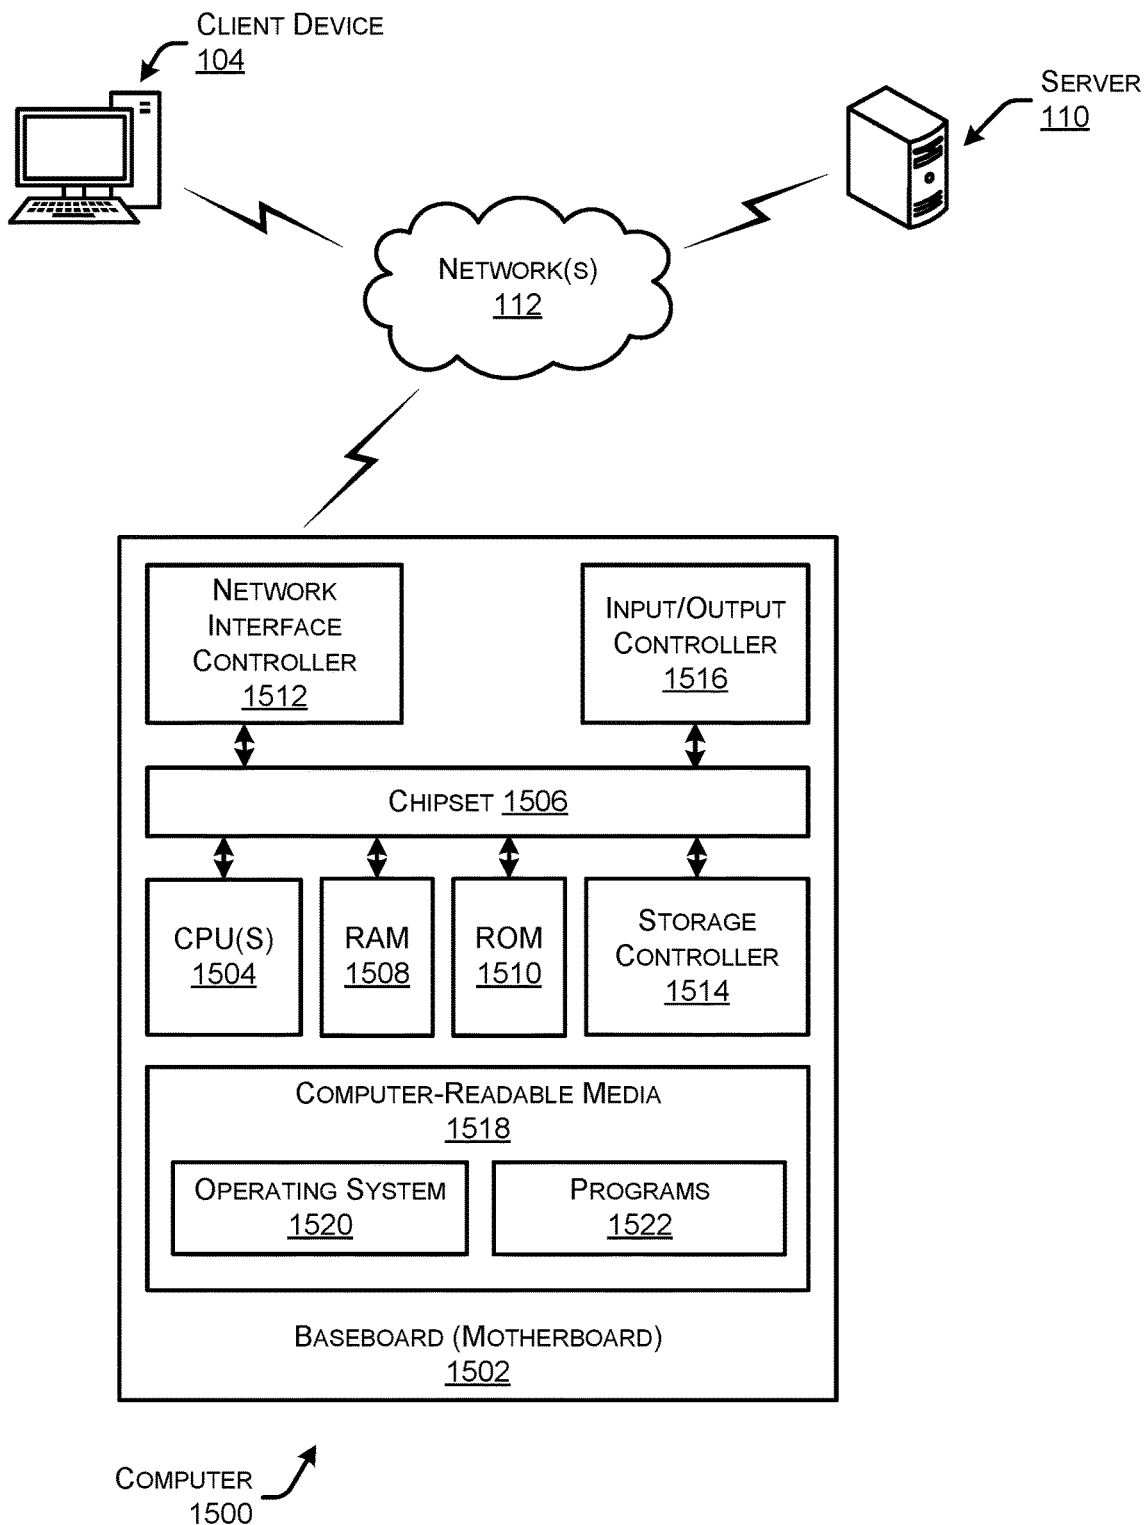 CLIENT DEVICE
104
SERVER
110
NETWORK(S)
112
NETWORK
INTERFACE
CONTROLLER
1512
INPUT/OUTPUT
CONTROLLER
1516
CHIPSET 1506
CPU(S)
1504
RAM
1508
ROM
1510
STORAGE
CONTROLLER
1514
COMPUTER-READABLE MEDIA
1518
OPERATING SYSTEM
1520
PROGRAMS
1522
BASEBOARD (MOTHERBOARD)
1502
COMPUTER
1500